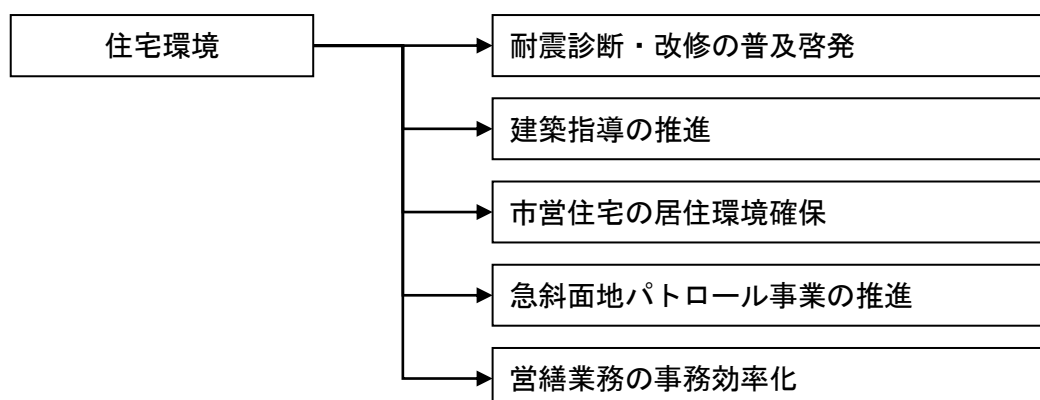 住宅環境
耐震診断・改修の普及啓発
建築指導の推進
市営住宅の居住環境確保
急斜面地パトロール事業の推進
営繕業務の事務効率化